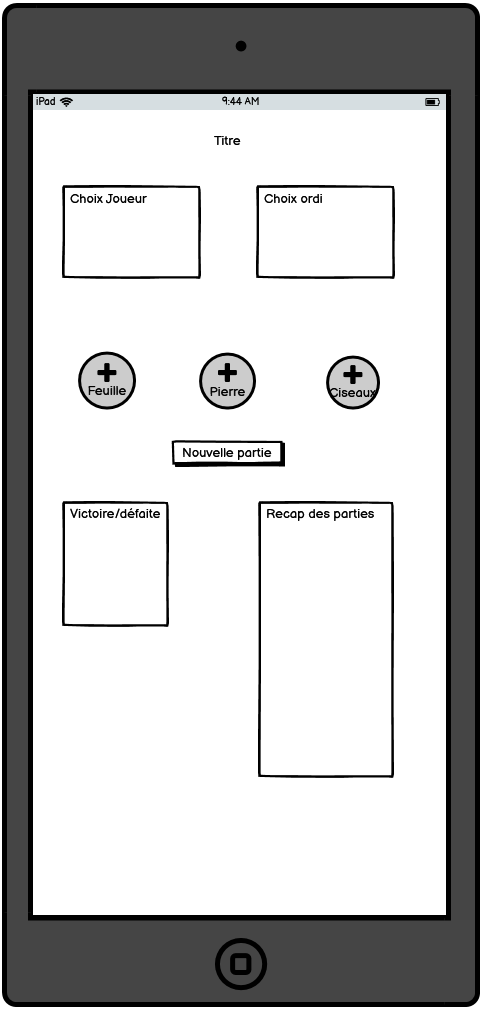 iPad 9:44 AM
Titre
Choix Joueur
Choix ordi
Feuille
Pierre
Ciseaux
Nouvelle partie
Victoire/défaite
Recap des parties